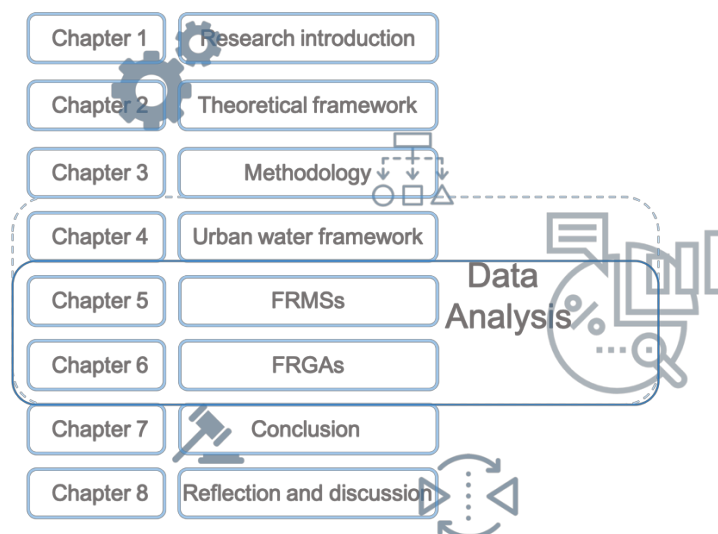 Chapter 1 Research introduction
Chapter 2 Theoretical framework
Chapter 3 Methodology
Chapter 4 Urban water framework
Data
Chapter 5 FRMSs
Analysis
%
Chapter 6 FRGAs
Chapter 7 Conclusion
Chapter 8 Reflection and discussion